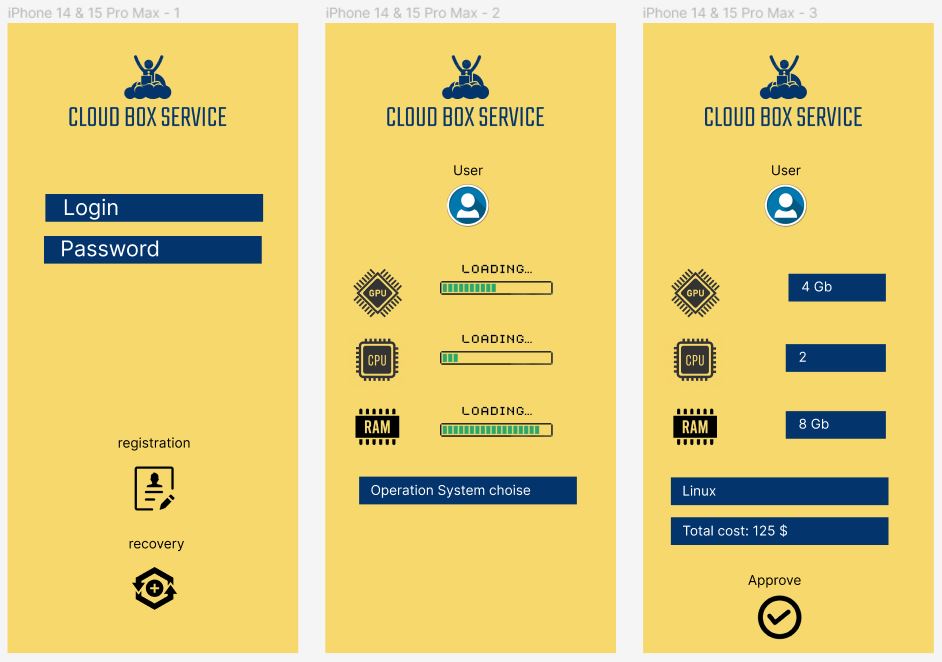 iPhone 14 & 15 Pro Max - 1
CLOUD BOX SERVICE
Login
Password
registration
recovery
iPhone 14 & 15 Pro Max - 2
CLOUD BOX SERVICE
User
LOADING...
GPU
LOADING...
CPU
LOADING...
RAM
Operation System choise
iPhone 14 & 15 Pro Max - 3
CLOUD BOX SERVICE
User
GPU
4 Gb
CPU
2
RAM
8 Gb
Linux
Total cost: 125 $
Approve